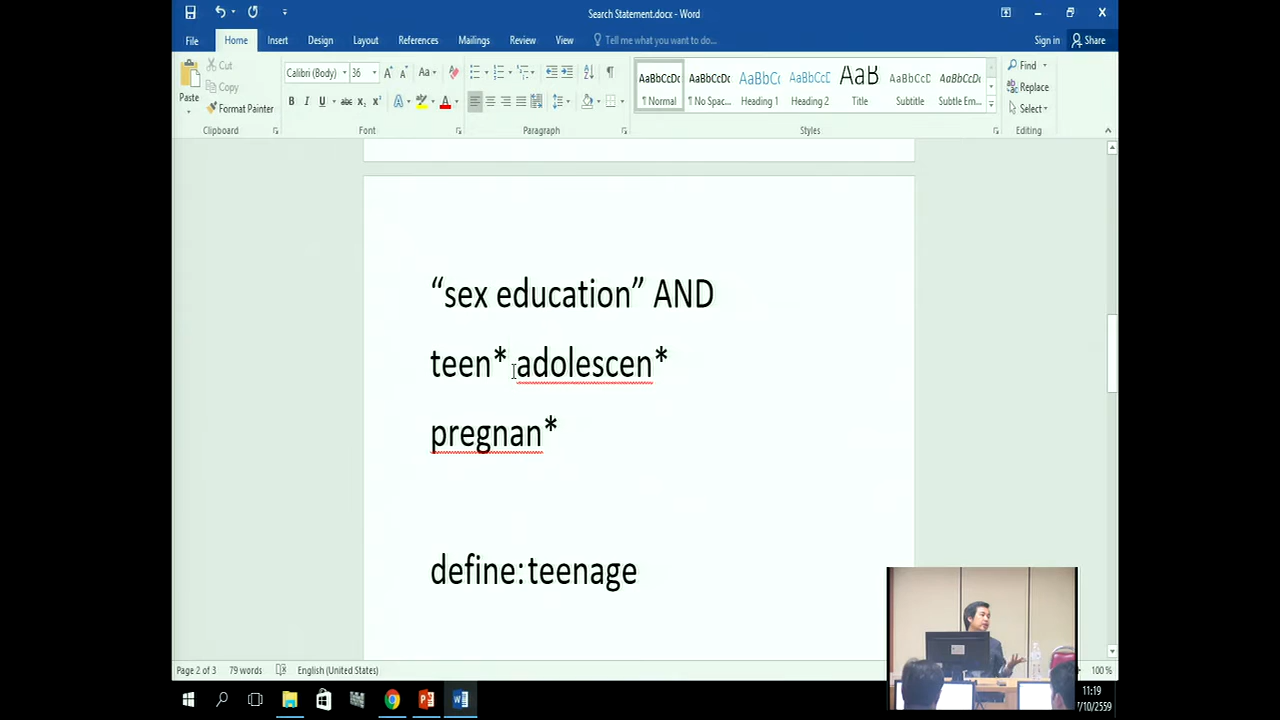 Search Statement.docx - Word
File Home Insert Design Layout References Mailings Review View Tell me what you want to do... Sign in Share
Paste Cut Copy Format Painter
Calibri (Body) 36
AaBbCcDc AaBbCcDc AaBbCc AaBbCcD AaB AaBbCcD AaBbCcDc
¶ Normal ¶ No Spac... Heading 1 Heading 2 Title Subtitle Subtle Em...
Find Replace Select
Clipboard Font Paragraph Styles Editing
“sex education” AND
teen* adolescen*
pregnan*
define:teenage
Page 2 of 3 79 words English (United States) 100%
11:19
7/10/2559